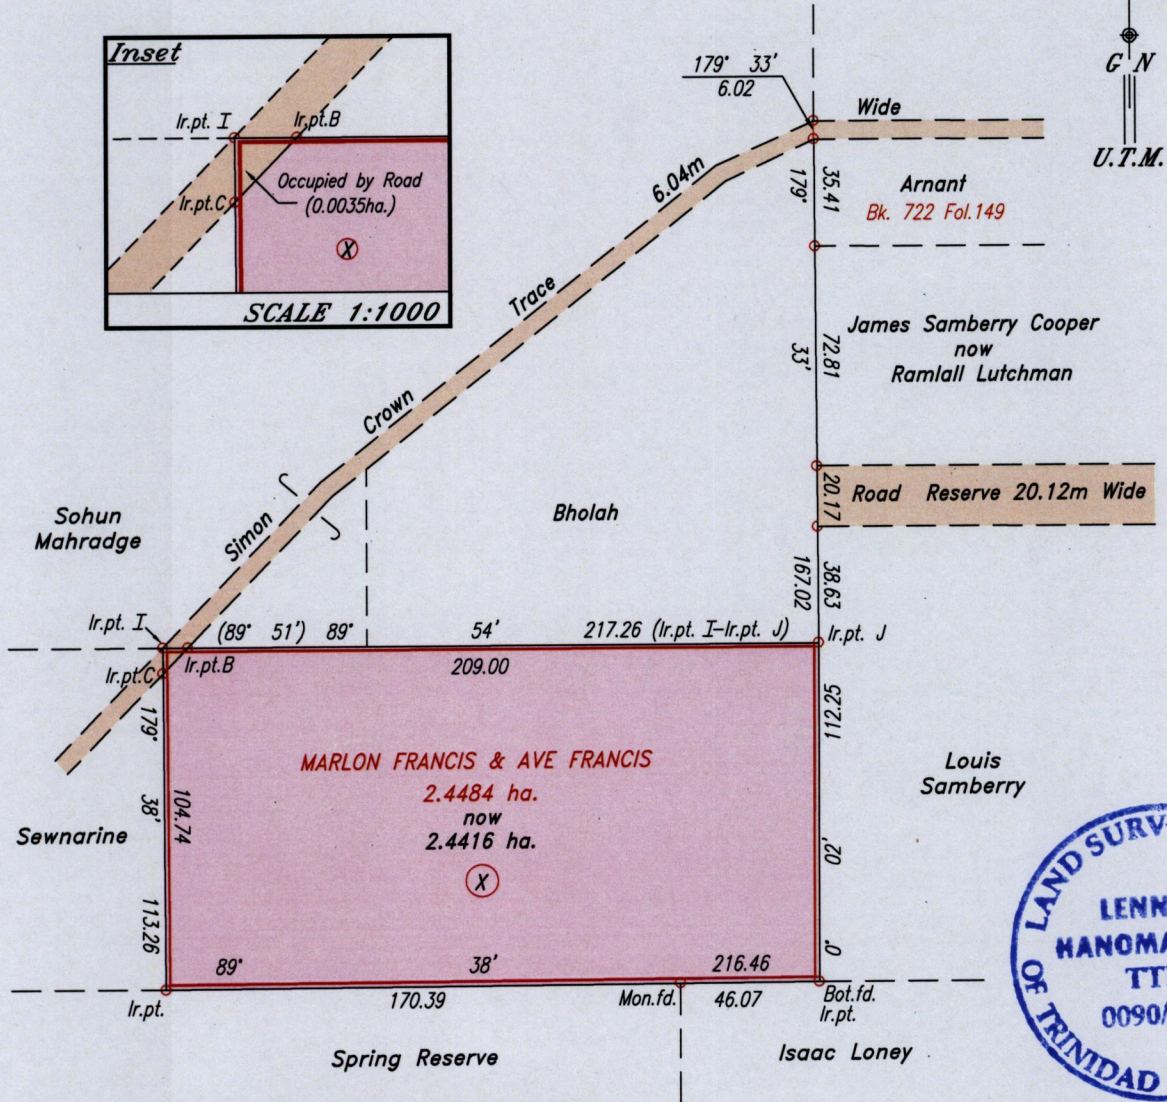 Inset
Ir.pt. I
Ir.pt.B
Ir.pt.C
Occupied by Road
(0.0035ha.)
X
SCALE 1:1000
G N
U.T.M.
179° 33'
6.02
Wide
6.04m
Trace
Crown
Simon
35.41
179°
Arnant
Bk. 722 Fol.149
James Samberry Cooper
now
Ramlall Lutchman
72.81
33'
20.17
Road Reserve 20.12m Wide
Sohun
Mahradge
Bholah
38.63
167.02
Ir.pt. I
(89° 51') 89° 54' 217.26 (Ir.pt. I-Ir.pt. J)
Ir.pt. J
Ir.pt.B
209.00
Ir.pt.C
179°
38'
104.74
113.26
112.25
0° 20'
MARLON FRANCIS & AVE FRANCIS
2.4484 ha.
now
2.4416 ha.
X
Louis
Samberry
Sewnarine
89° 38' 216.46
Ir.pt.
170.39
Mon.fd.
46.07
Bot.fd.
Ir.pt.
Spring Reserve
Isaac Loney
LAND
OF TRINIDAD